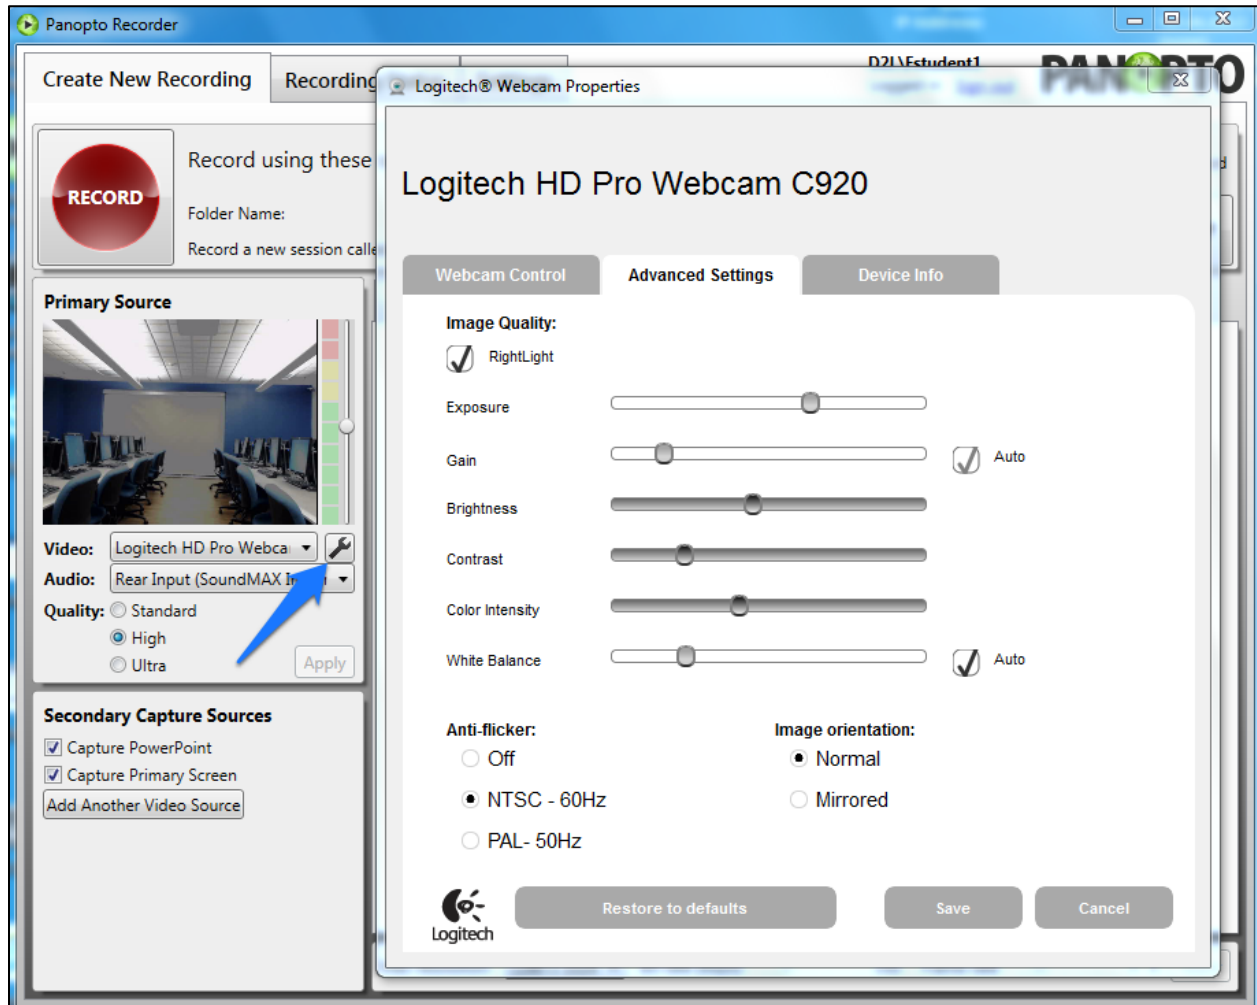 Panopto Recorder
Create New Recording
Recording
D2L\Estudent1
PANOPTO
Logitech® Webcam Properties
RECORD
Record using these
Folder Name:
Record a new session calle
Logitech HD Pro Webcam C920
Webcam Control
Advanced Settings
Device Info
Primary Source
Image Quality:
RightLight
Exposure
Gain
Auto
Brightness
Contrast
Color Intensity
White Balance
Auto
Video: Logitech HD Pro Webca
Audio: Rear Input (SoundMAX In
Quality: Standard
High
Ultra
Apply
Secondary Capture Sources
Capture PowerPoint
Capture Primary Screen
Add Another Video Source
Anti-flicker:
Off
NTSC - 60Hz
PAL- 50Hz
Image orientation:
Normal
Mirrored
Logitech
Restore to defaults
Save
Cancel